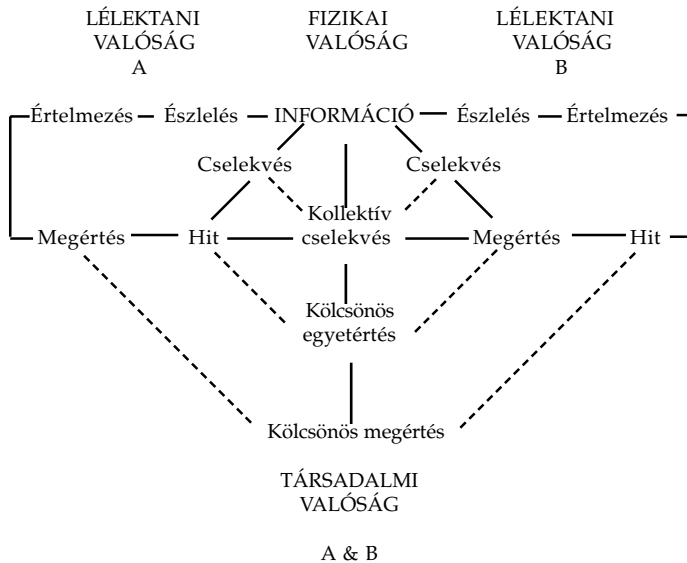 LÉLEKTANI VALÓSÁG A
FIZIKAI VALÓSÁG
LÉLEKTANI VALÓSÁG B
Értelmezés Észlelés INFORMÁCIÓ Észlelés Értelmezés
Cselekvés Cselekvés
Kollektív cselekvés
Megértés Hit Megértés Hit
Kölcsönös egyetértés
Kölcsönös megértés
TÁRSADALMI
VALÓSÁG
A & B